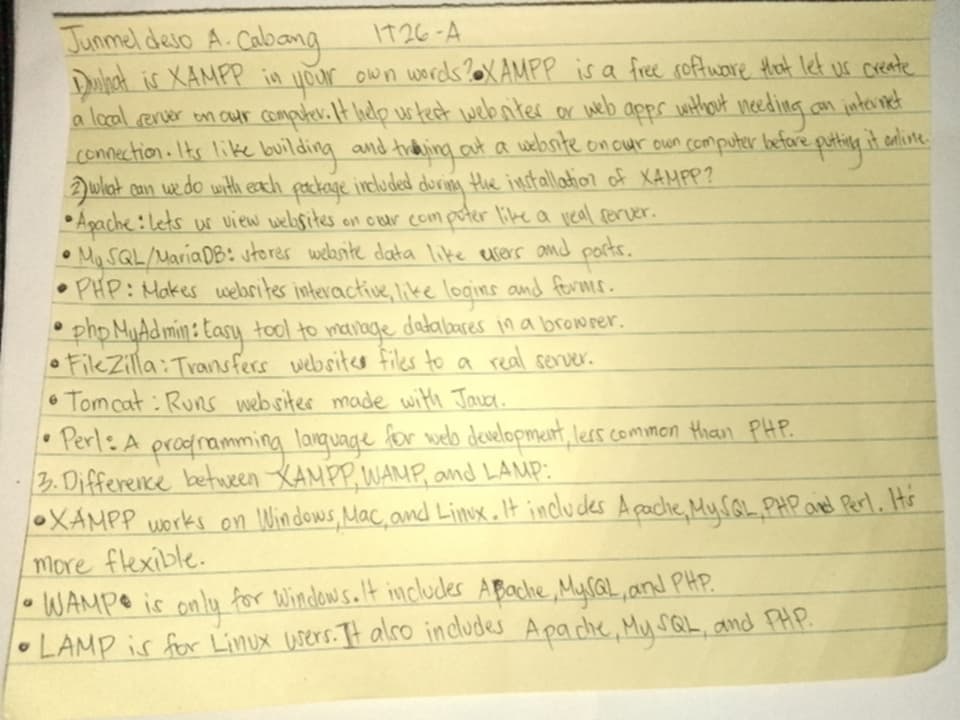 Junmel deso A. Cabang IT26-A
1) what is XAMPP in your own words? • XAMPP is a free software that let us create
a local server on our computer. It help us test websites or web apps without needing an internet
connection. Its like building and trying out a website on our own computer before putting it online.
2) what can we do with each package included during the installation of XAMPP?
• Apache: Lets us view websites on our computer like a real server.
• MySQL/MariaDB: stores website data like users and posts.
• PHP: Makes websites interactive, like logins and forms.
• phpMyAdmin: Easy tool to manage databases in a browser.
• FileZilla: Transfers websites files to a real server.
• Tomcat: Runs websites made with Java.
• Perl: A programming language for web development, less common than PHP.
3. Difference between XAMPP, WAMP, and LAMP:
• XAMPP works on Windows, Mac, and Linux. It includes Apache, MySQL, PHP and Perl. It's
more flexible.
• WAMP is only for Windows. It includes Apache, MySQL, and PHP.
• LAMP is for Linux users. It also includes Apache, MySQL, and PHP.